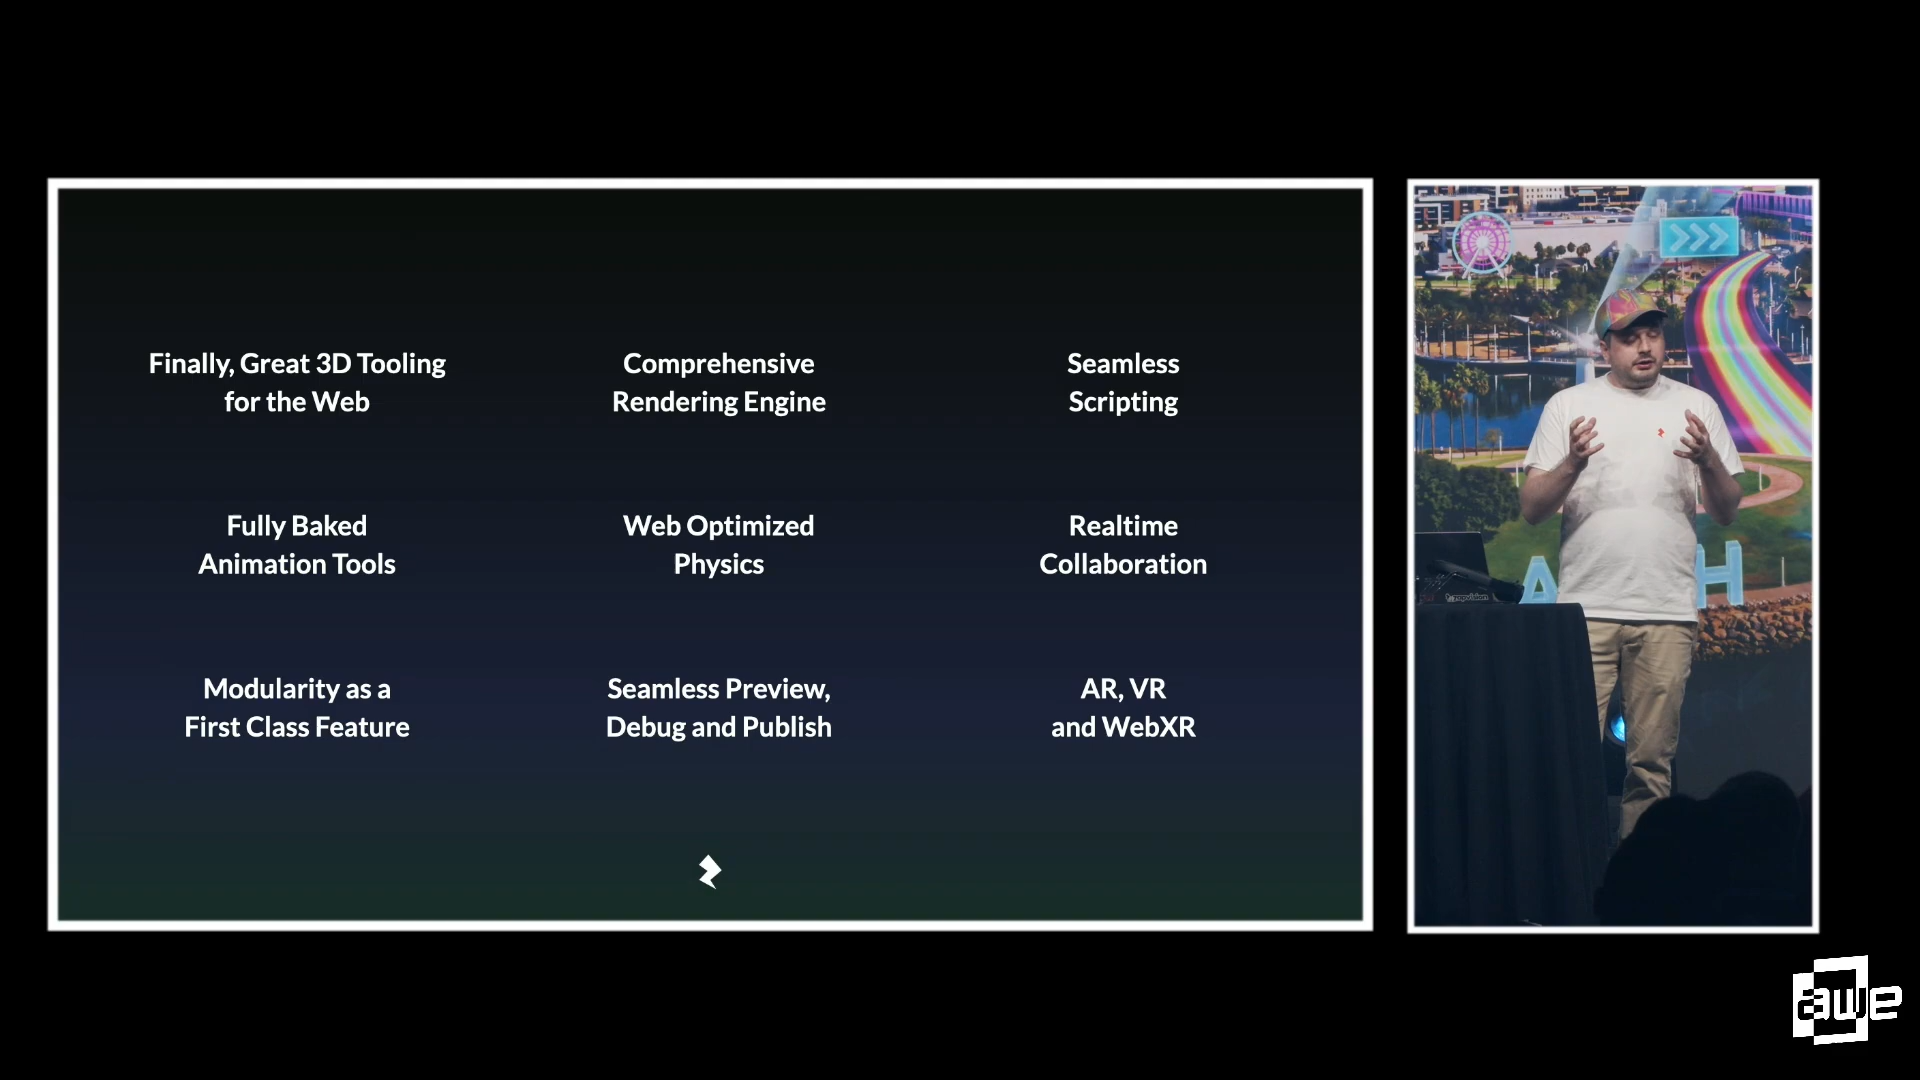 Finally, Great 3D Tooling
for the Web
Comprehensive
Rendering Engine
Seamless
Scripting
Fully Baked
Animation Tools
Web Optimized
Physics
Realtime
Collaboration
Modularity as a
First Class Feature
Seamless Preview,
Debug and Publish
AR, VR
and WebXR
A
H
awe